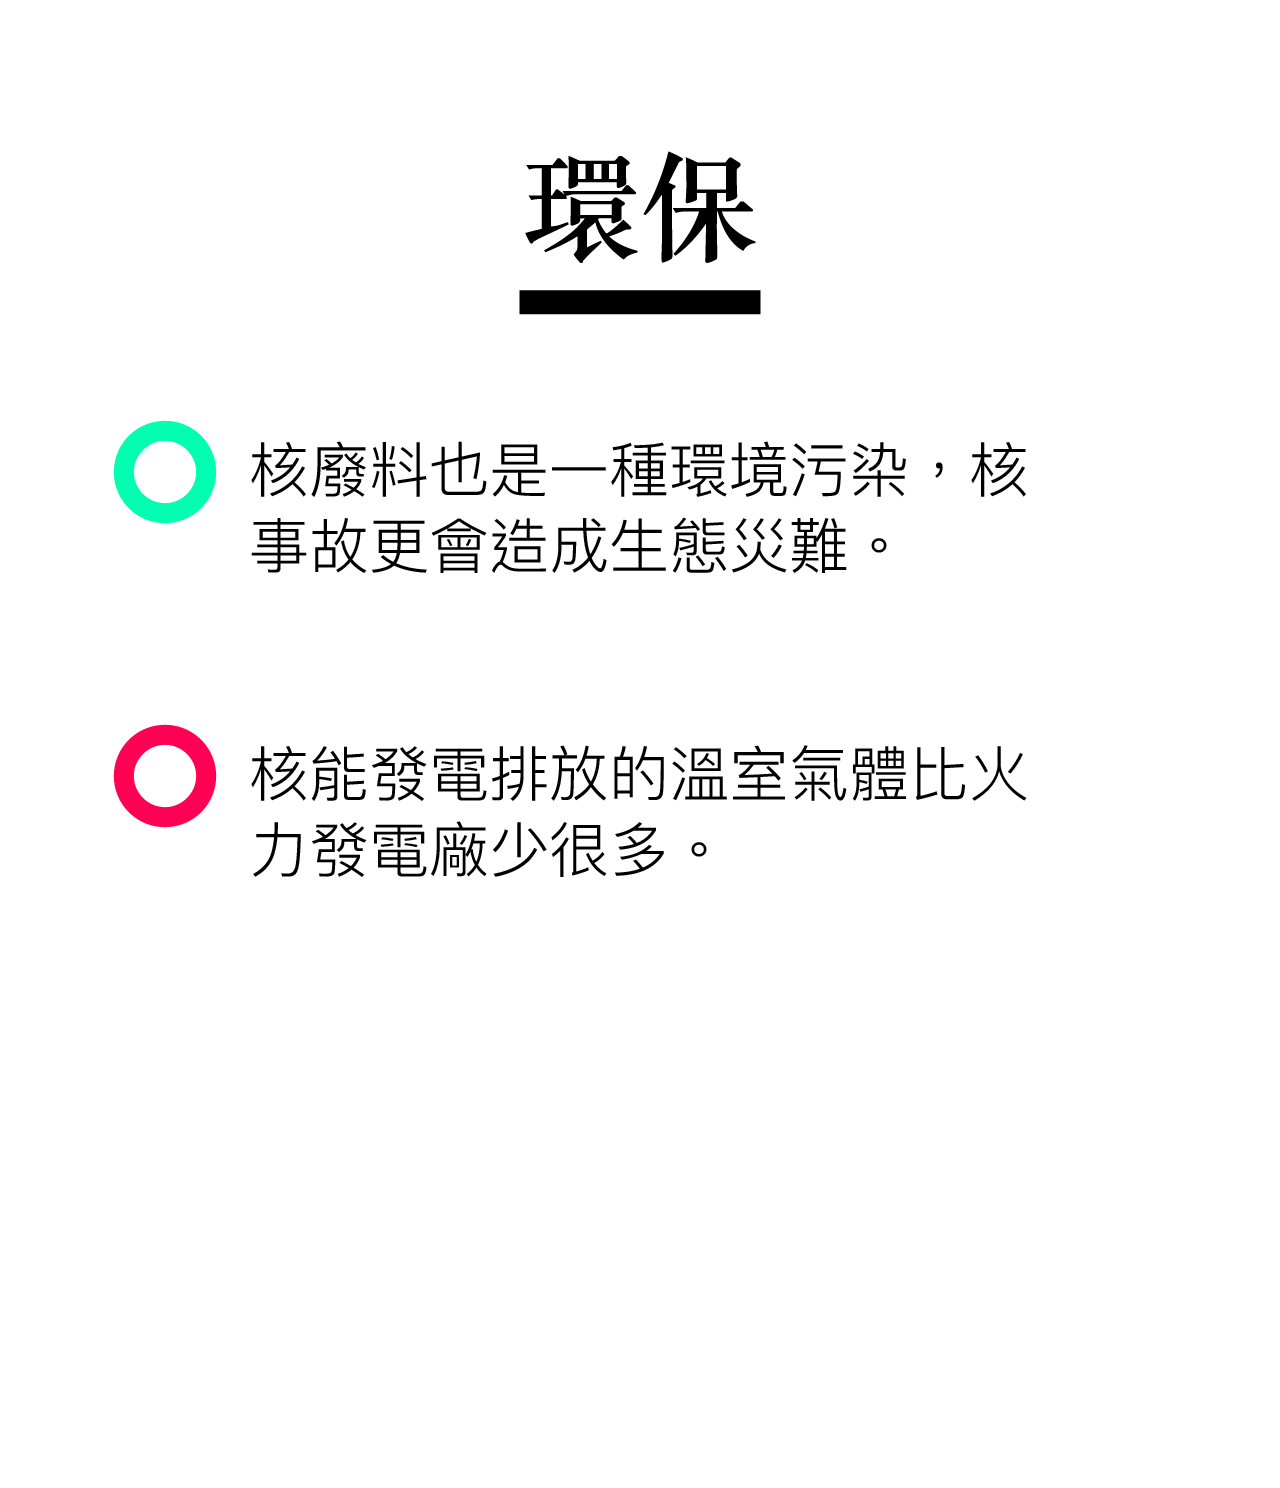 環保
核廢料也是一種環境污染，核
事故更會造成生態災難。
核能發電排放的溫室氣體比火
力發電廠少很多。